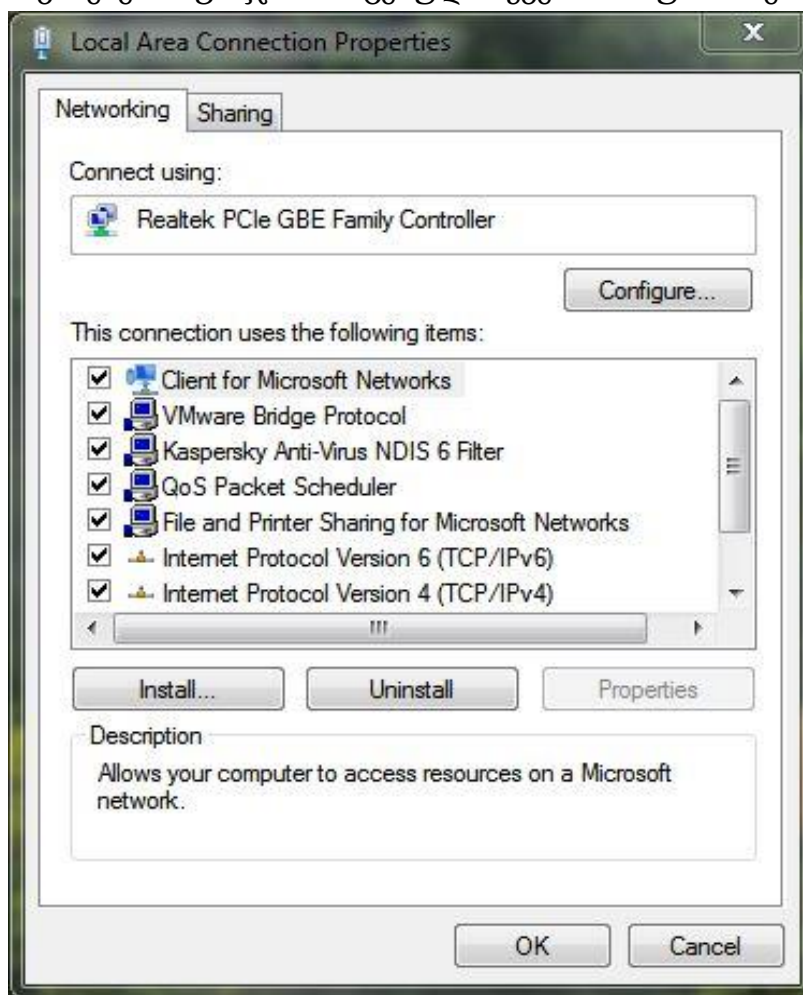 Local Area Connection Properties
Networking
Sharing
Connect using:
Realtek PCIe GBE Family Controller
Configure...
This connection uses the following items:
Client for Microsoft Networks
VMware Bridge Protocol
Kaspersky Anti-Virus NDIS 6 Filter
QoS Packet Scheduler
File and Printer Sharing for Microsoft Networks
Internet Protocol Version 6 (TCP/IPv6)
Internet Protocol Version 4 (TCP/IPv4)
Install...
Uninstall
Properties
Description
Allows your computer to access resources on a Microsoft
network.
OK
Cancel